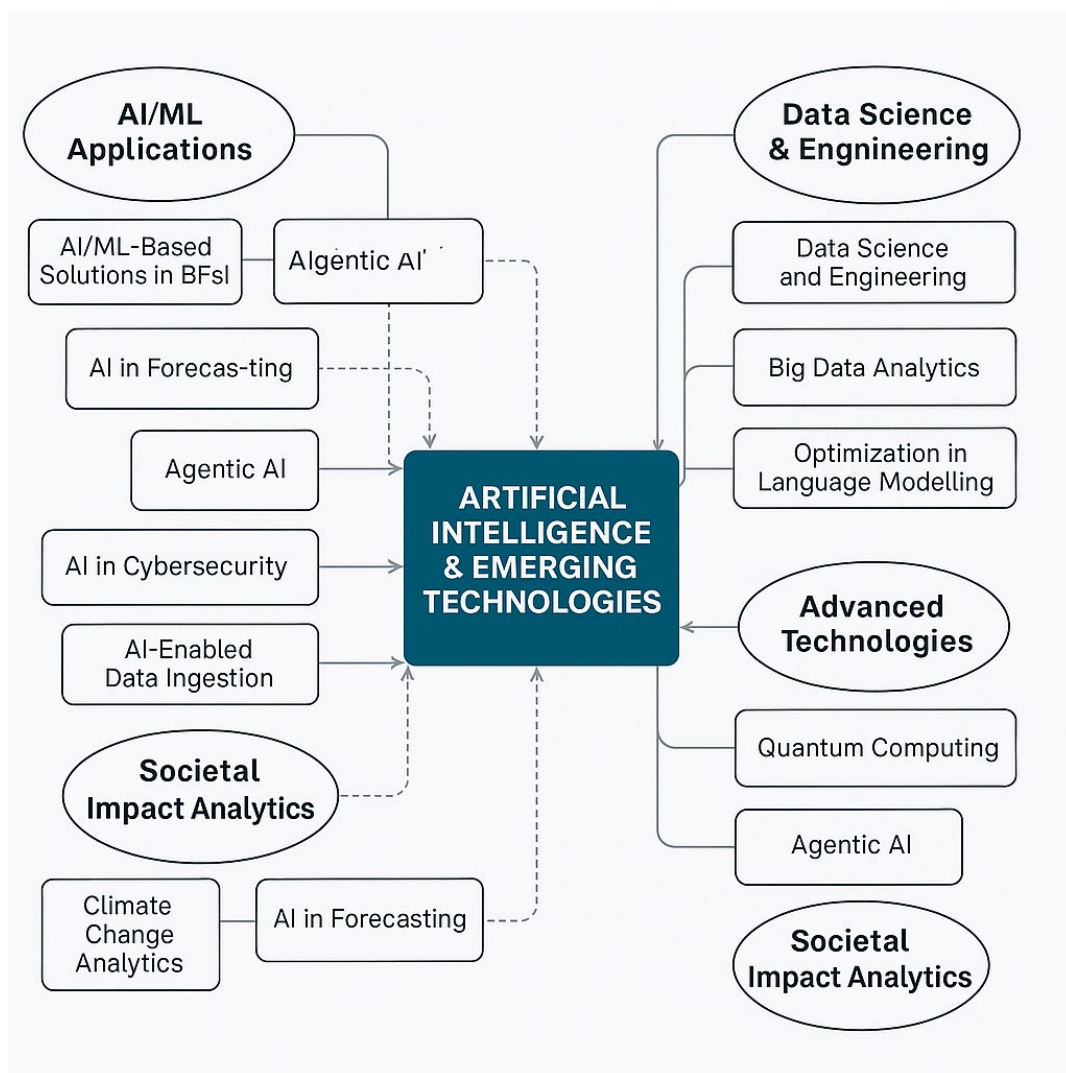 AI/ML
Applications
AI/ML-Based
Solutions in BFsI
AIgentic AI'
AI in Forecas-ting
Agentic AI
AI in Cybersecurity
AI-Enabled
Data Ingestion
Societal
Impact Analytics
Climate
Change
Analytics
AI in Forecasting
ARTIFICIAL
INTELLIGENCE
& EMERGING
TECHNOLOGIES
Data Science
& Engnineering
Data Science
and Engineering
Big Data Analytics
Optimization in
Language Modelling
Advanced
Technologies
Quantum Computing
Agentic AI
Societal
Impact Analytics